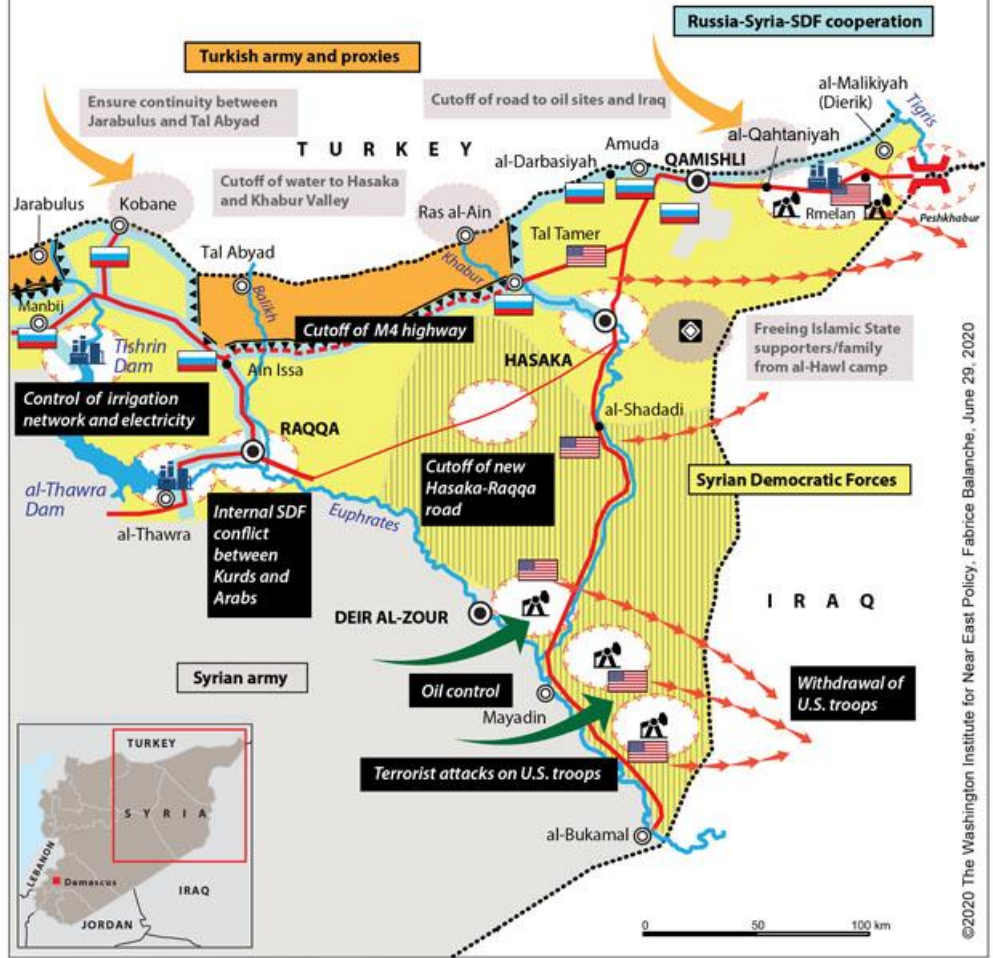 Russia-Syria-SDF cooperation
Turkish army and proxies
Ensure continuity between
Jarabulus and Tal Abyad
Cutoff of road to oil sites and Iraq
al-Malikiyah
(Dierik)
Tigris
T U R K E Y
al-Darbasiyah
Amuda
QAMISHLI
al-Qahtaniyah
Cutoff of water to Hasaka
and Khabur Valley
Jarabulus
Kobane
Ras al-Ain
Rmelan
Peshkhabur
Tal Abyad
Tal Tamer
Khabur
Balikh
Manbij
Cutoff of M4 highway
Tishrin
Dam
Ain Issa
HASAKA
Freeing Islamic State
supporters/family
from al-Hawl camp
Control of irrigation
network and electricity
RAQQA
al-Shadadi
Cutoff of new
Hasaka-Raqqa
road
Syrian Democratic Forces
al-Thawra
Dam
Euphrates
al-Thawra
Internal SDF
conflict
between
Kurds and
Arabs
I R A Q
DEIR AL-ZOUR
Syrian army
Oil control
Mayadin
Withdrawal of
U.S. troops
Terrorist attacks on U.S. troops
al-Bukamal
TURKEY
S Y R I A
LEBANON
Damascus
IRAQ
JORDAN
0 50 100 km
©2020 The Washington Institute for Near East Policy, Fabrice Balanche, June 29, 2020